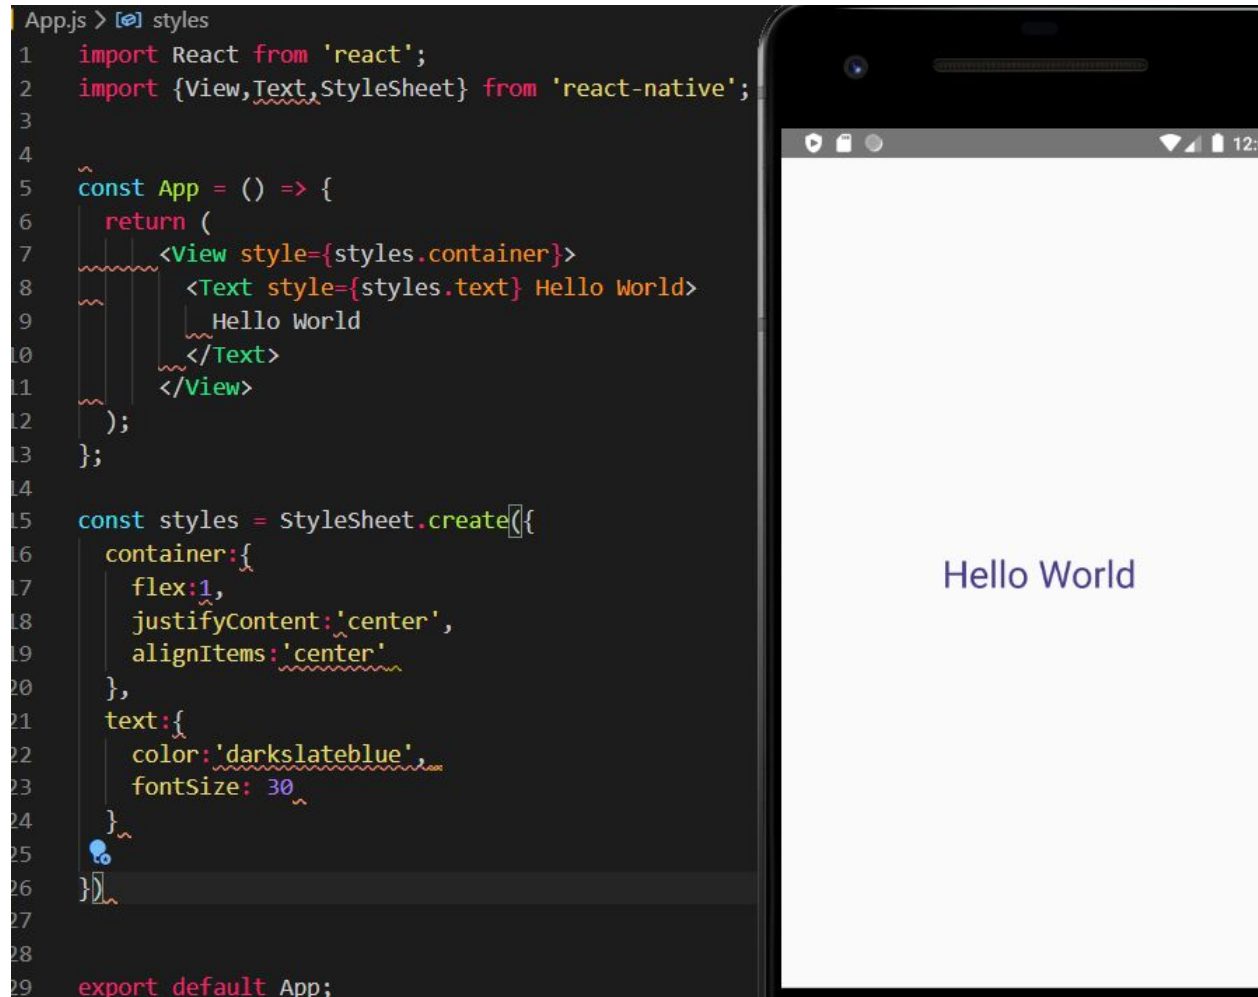 App.js > styles
1 import React from 'react';
2 import {View,Text,StyleSheet} from 'react-native';
3
4
5 const App = () => {
6 return (
7 <View style={styles.container}>
8 <Text style={styles.text} Hello World>
9 Hello World
10 </Text>
11 </View>
12 );
13 };
14
15 const styles = StyleSheet.create({
16 container:{
17 flex:1,
18 justifyContent:'center',
19 alignItems:'center'
20 },
21 text:{
22 color:'darkslateblue',
23 fontSize: 30
24 }
25
26 })
27
28
29 export default App;
12:
Hello World